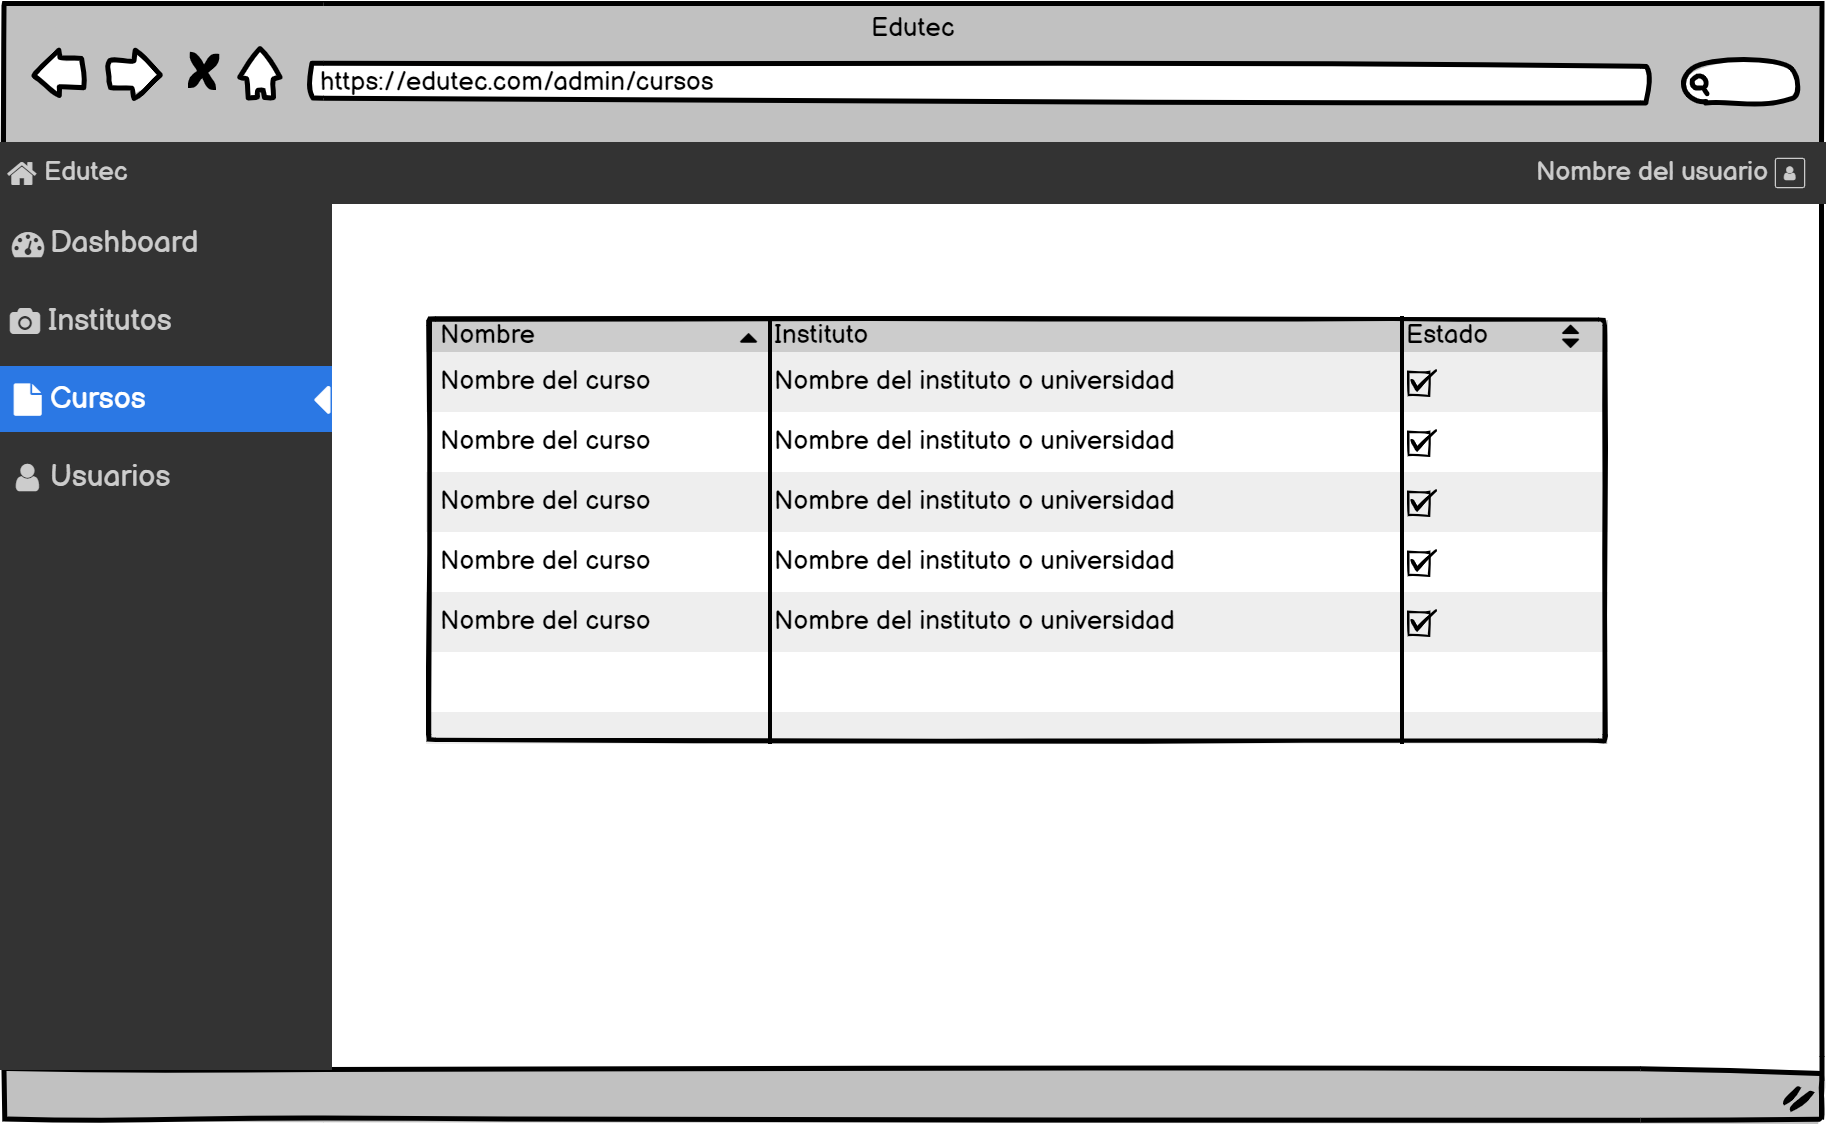 Edutec
https://edutec.com/admin/cursos
Edutec
Nombre del usuario
Dashboard
Institutos
Cursos
Usuarios
Nombre Instituto Estado
Nombre del curso Nombre del instituto o universidad
Nombre del curso Nombre del instituto o universidad
Nombre del curso Nombre del instituto o universidad
Nombre del curso Nombre del instituto o universidad
Nombre del curso Nombre del instituto o universidad